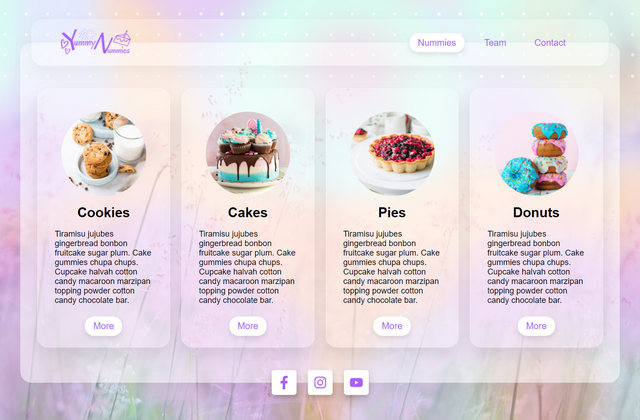 Yummy Nummies
Nummies Team Contact
Cookies
Tiramisu jujubes
gingerbread bonbon
fruitcake sugar plum. Cake
gummies chupa chups.
Cupcake halvah cotton
candy macaroon marzipan
topping powder cotton
candy chocolate bar.
More
Cakes
Tiramisu jujubes
gingerbread bonbon
fruitcake sugar plum. Cake
gummies chupa chups.
Cupcake halvah cotton
candy macaroon marzipan
topping powder cotton
candy chocolate bar.
More
Pies
Tiramisu jujubes
gingerbread bonbon
fruitcake sugar plum. Cake
gummies chupa chups.
Cupcake halvah cotton
candy macaroon marzipan
topping powder cotton
candy chocolate bar.
More
Donuts
Tiramisu jujubes
gingerbread bonbon
fruitcake sugar plum. Cake
gummies chupa chups.
Cupcake halvah cotton
candy macaroon marzipan
topping powder cotton
candy chocolate bar.
More